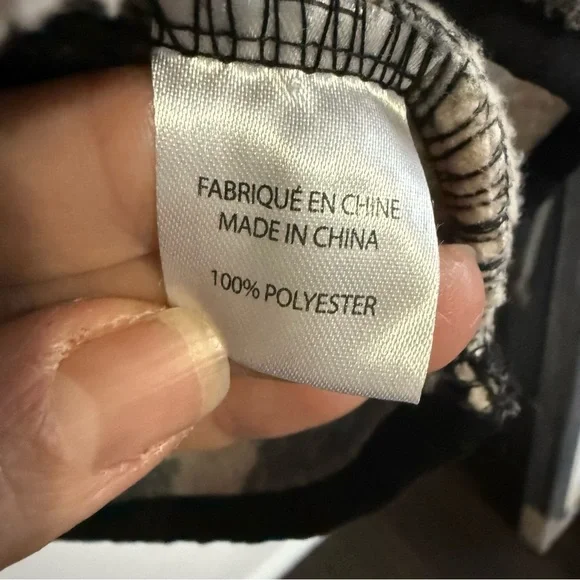 FABRIQUÉ EN CHINE
MADE IN CHINA
100% POLYESTER